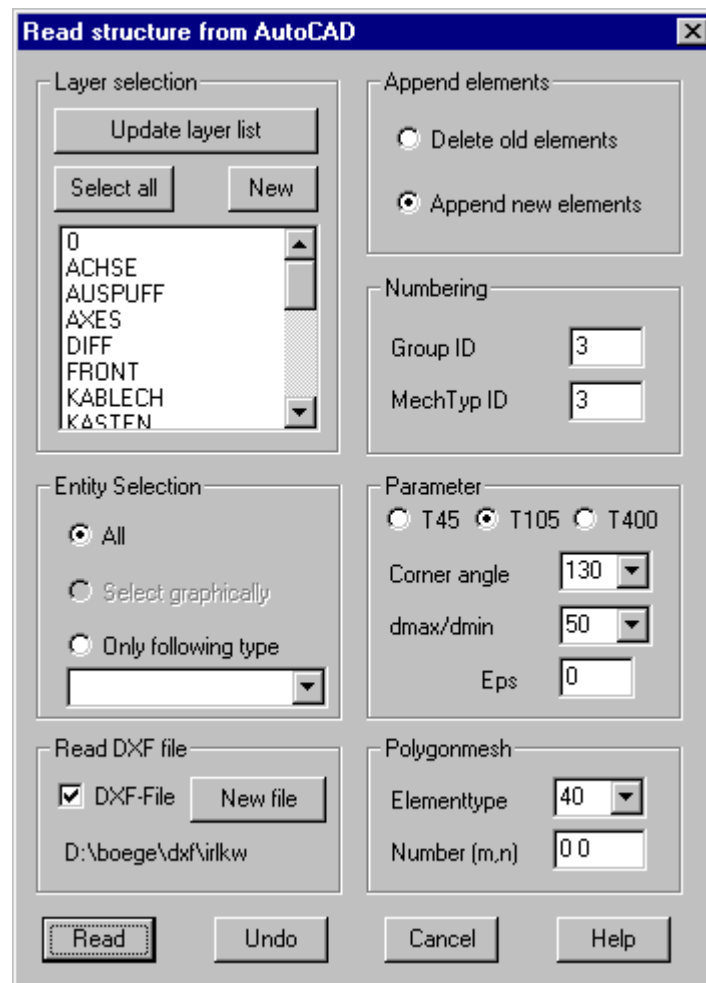 Read structure from AutoCAD
Layer selection
Update layer list
Select all
New
0
ACHSE
AUSPUFF
AXES
DIFF
FRONT
KABLECH
KASTEN
Append elements
Delete old elements
Append new elements
Numbering
Group ID 3
MechTyp ID 3
Entity Selection
All
Select graphically
Only following type
Parameter
T45 T105 T400
Corner angle 130
dmax/dmin 50
Eps 0
Read DXF file
DXF-File New file
D:\boege\dxf\irlkw
Polygonmesh
Elementtype 40
Number (m,n) 0 0
Read Undo Cancel Help